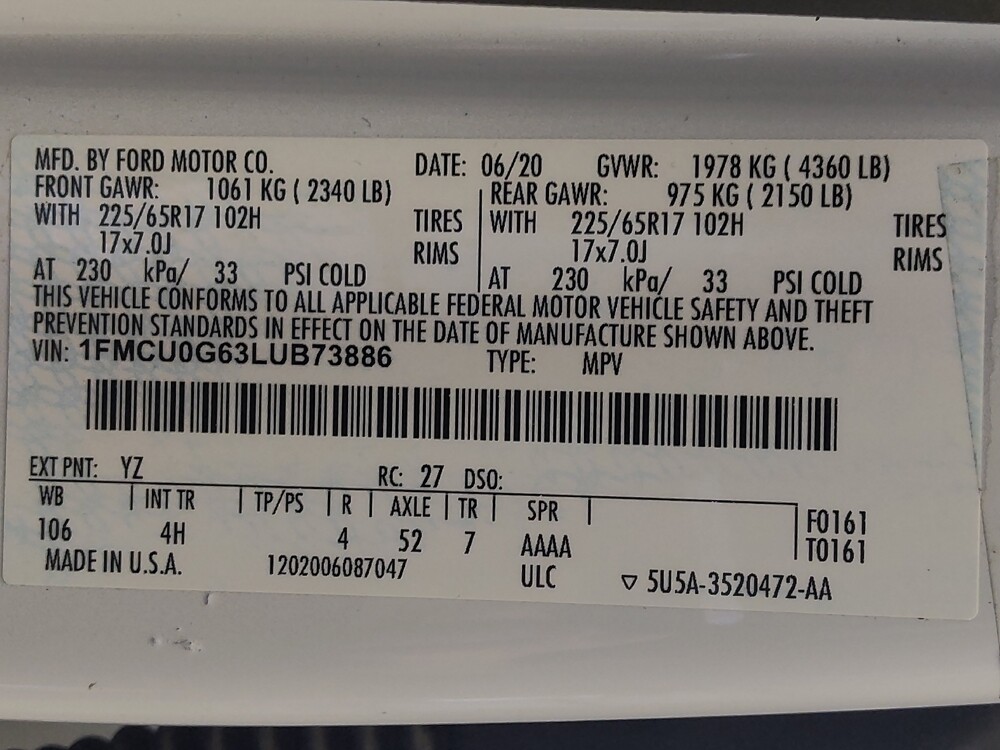 MFD. BY FORD MOTOR CO. DATE: 06/20 GVWR: 1978 KG ( 4360 LB)
FRONT GAWR: 1061 KG ( 2340 LB) REAR GAWR: 975 KG ( 2150 LB)
WITH 225/65R17 102H TIRES WITH 225/65R17 102H TIRES
17x7.0J RIMS 17x7.0J RIMS
AT 230 kPa/ 33 PSI COLD AT 230 kPa/ 33 PSI COLD
THIS VEHICLE CONFORMS TO ALL APPLICABLE FEDERAL MOTOR VEHICLE SAFETY AND THEFT
PREVENTION STANDARDS IN EFFECT ON THE DATE OF MANUFACTURE SHOWN ABOVE.
VIN: 1FMCU0G63LUB73886 TYPE: MPV
EXT PNT: YZ RC: 27 DSO:
WB INT TR TP/PS R AXLE TR SPR F0161
106 4H 4 52 7 AAAA T0161
MADE IN U.S.A. 1202006087047 ULC ▽ 5U5A-3520472-AA